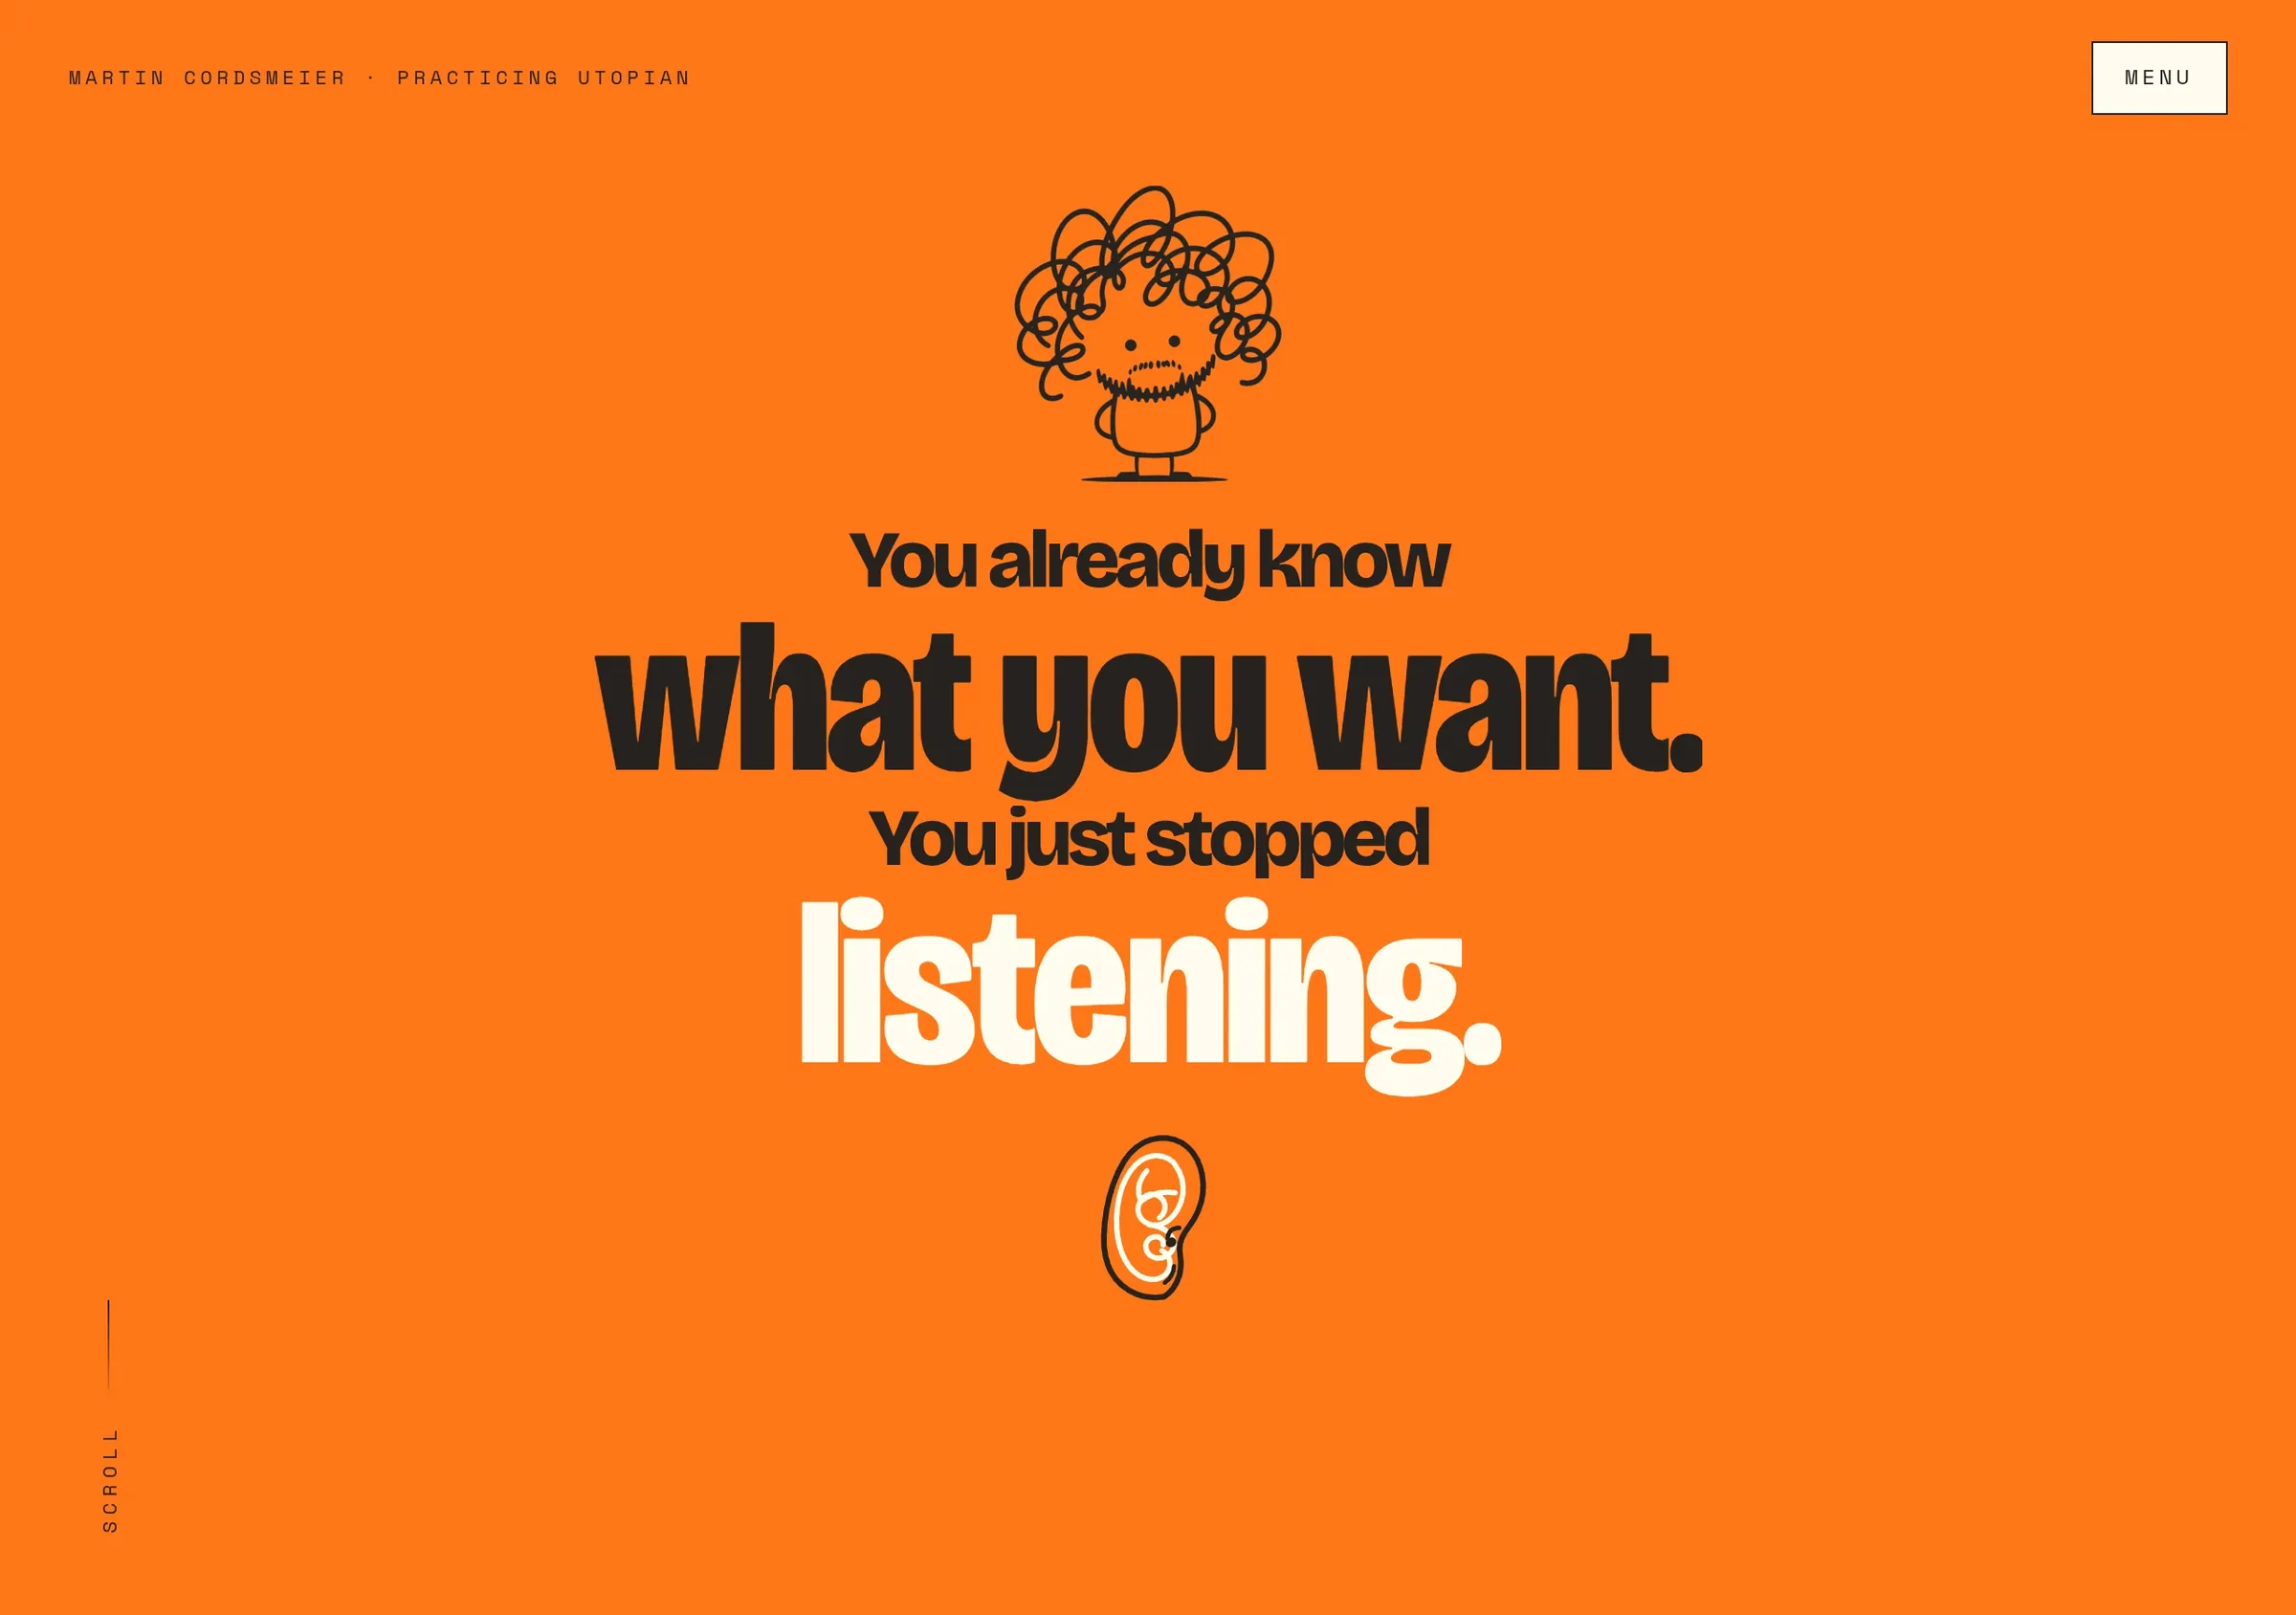 MARTIN CORDSMEIER · PRACTICING UTOPIAN
MENU
You already know
what you want.
You just stopped
listening.
SCROLL